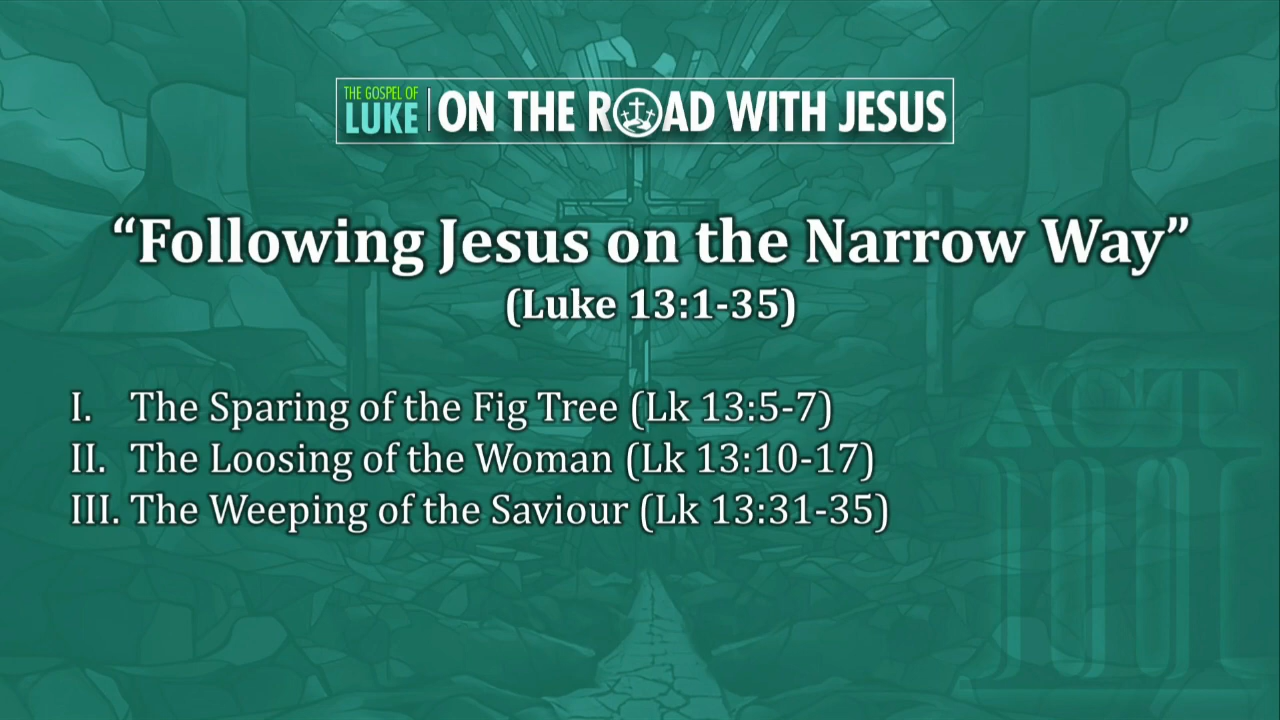 THE GOSPEL OF
LUKE
ON THE ROAD WITH JESUS
“Following Jesus on the Narrow Way”
(Luke 13:1-35)
I. The Sparing of the Fig Tree (Lk 13:5-7)
II. The Loosing of the Woman (Lk 13:10-17)
III. The Weeping of the Saviour (Lk 13:31-35)
ACT
III